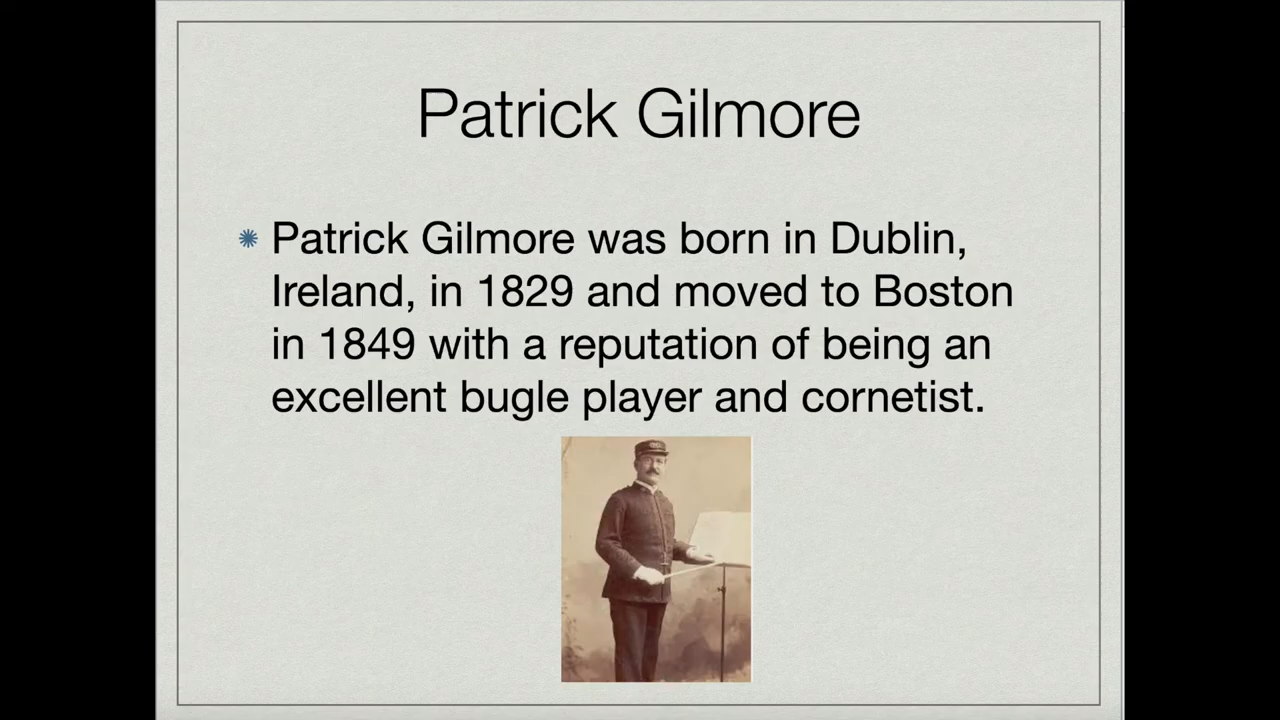 Patrick Gilmore
Patrick Gilmore was born in Dublin,
Ireland, in 1829 and moved to Boston
in 1849 with a reputation of being an
excellent bugle player and cornetist.